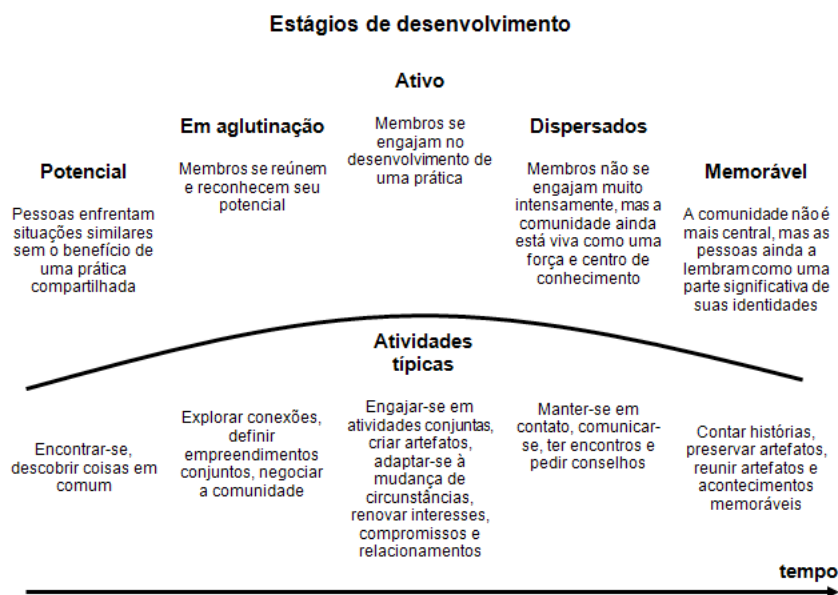 Estágios de desenvolvimento
Potencial
Pessoas enfrentam
situações similares
sem o benefício de
uma prática
compartilhada
Em aglutinação
Membros se reúnem
e reconhecem seu
potencial
Ativo
Membros se
engajam no
desenvolvimento de
uma prática
Dispersados
Membros não se
engajam muito
intensamente, mas a
comunidade ainda
está viva como uma
força e centro de
conhecimento
Memorável
A comunidade não é
mais central, mas as
pessoas ainda a
lembram como uma
parte significativa de
suas identidades
Atividades
típicas
Encontrar-se,
descobrir coisas em
comum
Explorar conexões,
definir
empreendimentos
conjuntos, negociar
a comunidade
Engajar-se em
atividades conjuntas,
criar artefatos,
adaptar-se à
mudança de
circunstâncias,
renovar interesses,
compromissos e
relacionamentos
Manter-se em
contato, comunicar-
se, ter encontros e
pedir conselhos
Contar histórias,
preservar artefatos,
reunir artefatos e
acontecimentos
memoráveis
tempo